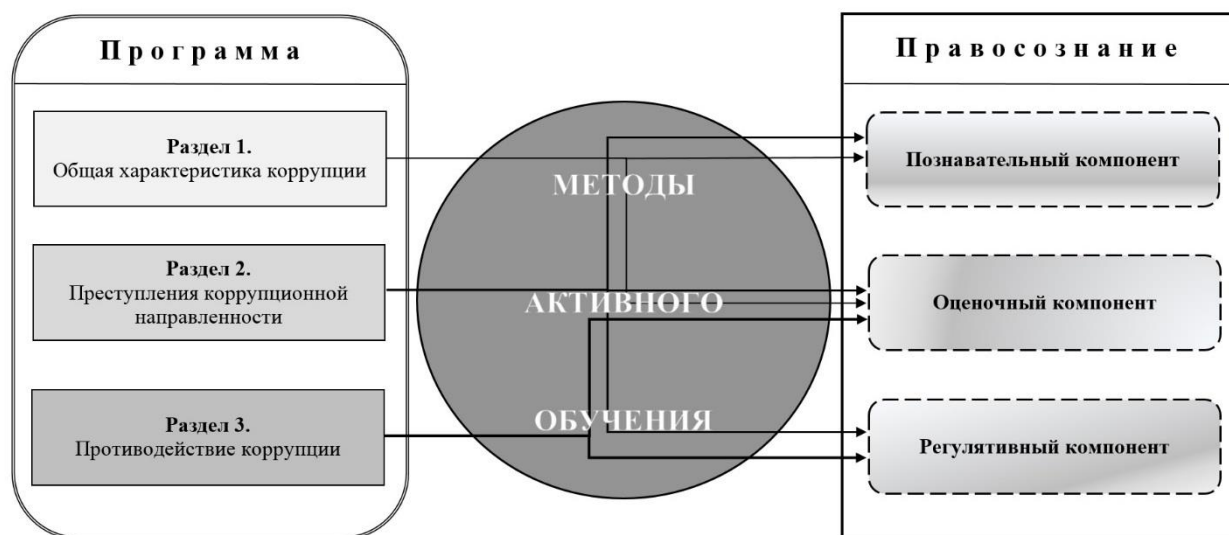 Программа
Раздел 1.
Общая характеристика коррупции
Раздел 2.
Преступления коррупционной
направленности
Раздел 3.
Противодействие коррупции
МЕТОДЫ
АКТИВНОГО
ОБУЧЕНИЯ
Правосознание
Познавательный компонент
Оценочный компонент
Регулятивный компонент